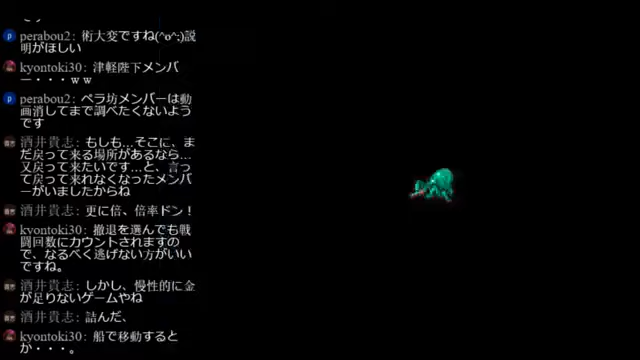 perabou2: 術大変ですね(^o^;)説
明がほしい
kyontoki30: 津軽陛下メンバ
ー・・・ｗｗ
perabou2: ペラ坊メンバーは動
画消してまで調べたくないよう
です
酒井貴志: もしも...そこに、ま
だ戻って来る場所があるなら...
又戻って来たいです...と、言っ
て戻って来れなくなったメンバ
ーがいましたからね
酒井貴志: 更に倍、倍率ドン！
kyontoki30: 撤退を選んでも戦
闘回数にカウントされますの
で、なるべく逃げない方がいい
ですね。
酒井貴志: しかし、慢性的に金
が足りないゲームやね
酒井貴志: 詰んだ、
kyontoki30: 船で移動すると
か・・・。